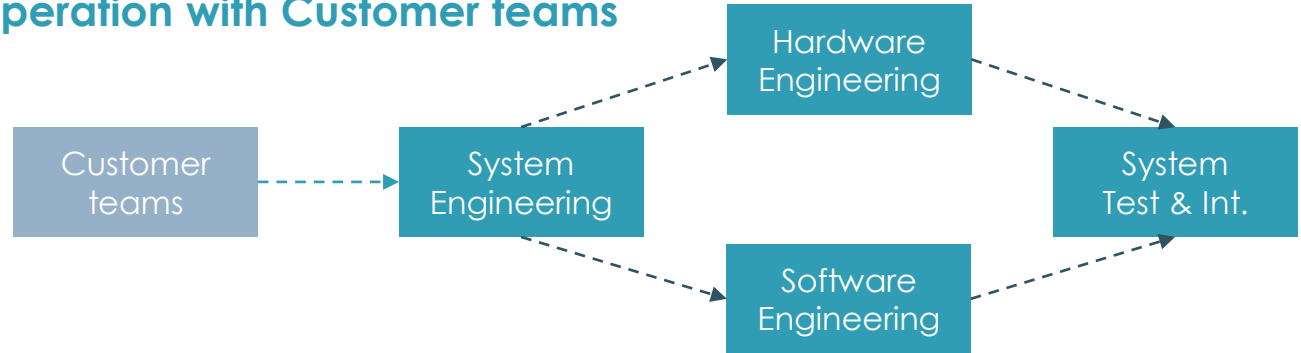 peration with Customer teams
Hardware
Engineering
Customer
teams
System
Engineering
System
Test & Int.
Software
Engineering